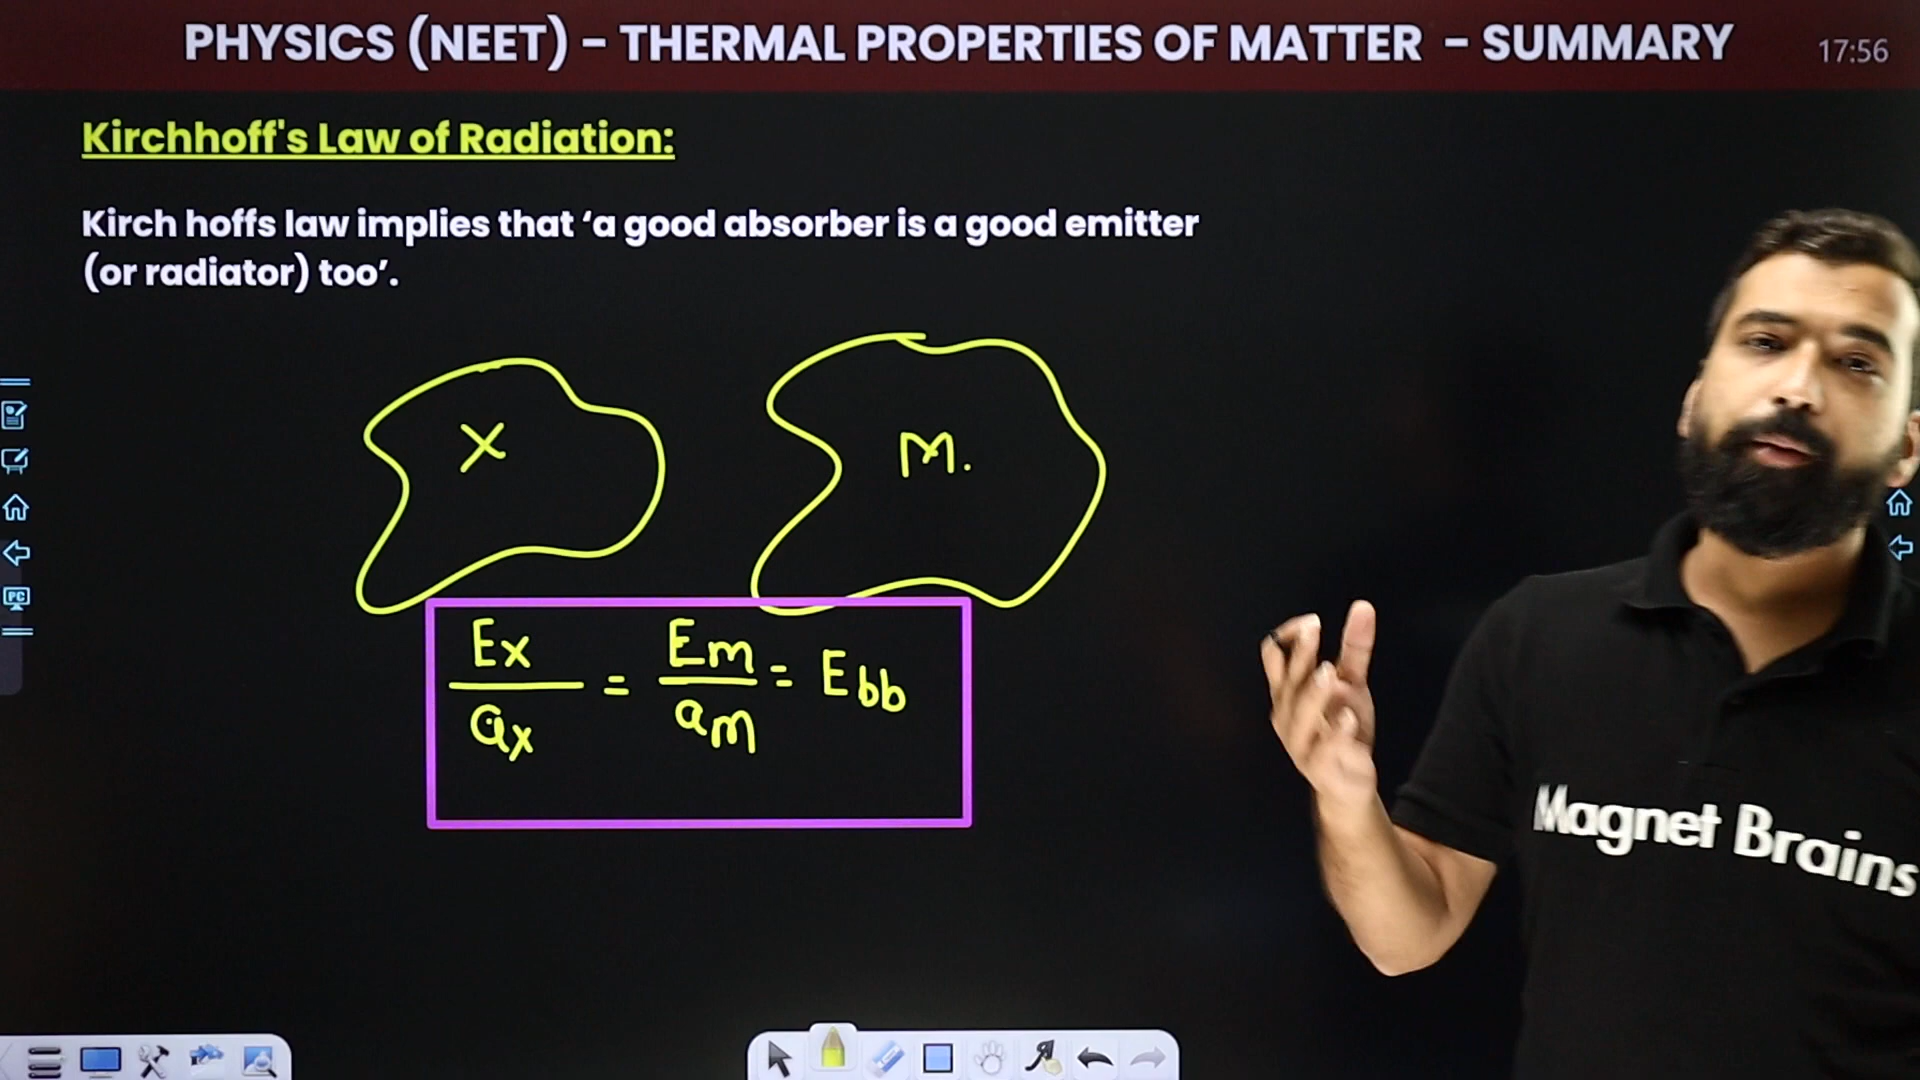 PHYSICS (NEET) – THERMAL PROPERTIES OF MATTER – SUMMARY
17:56
Kirchhoff's Law of Radiation:
Kirch hoffs law implies that ‘a good absorber is a good emitter
(or radiator) too’.
X
M.
Ex/ax = Em/am = Ebb
Magnet Brains
PC